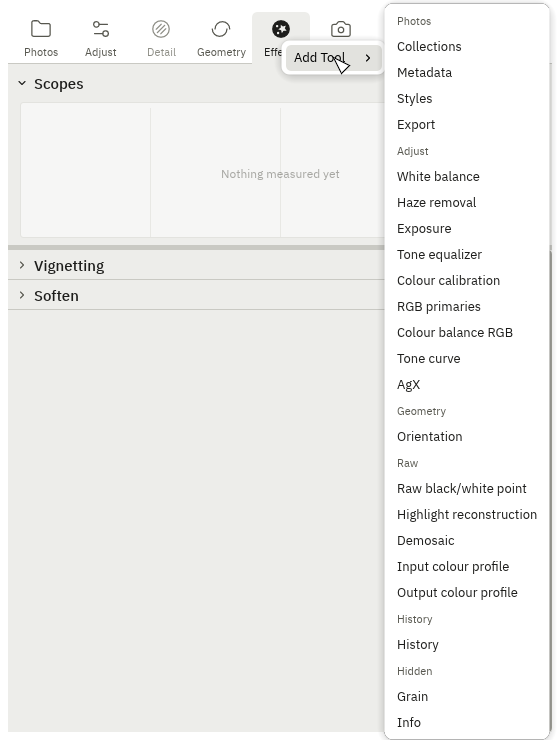 Photos
Adjust
Detail
Geometry
Add Tool
Scopes
Nothing measured yet
Vignetting
Soften
Photos
Collections
Metadata
Styles
Export
Adjust
White balance
Haze removal
Exposure
Tone equalizer
Colour calibration
RGB primaries
Colour balance RGB
Tone curve
AgX
Geometry
Orientation
Raw
Raw black/white point
Highlight reconstruction
Demosaic
Input colour profile
Output colour profile
History
History
Hidden
Grain
Info